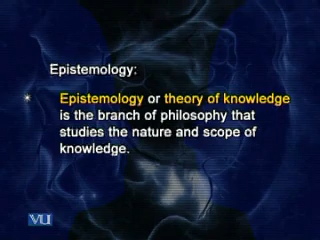 Epistemology:
Epistemology or theory of knowledge
is the branch of philosophy that
studies the nature and scope of
knowledge.
VU